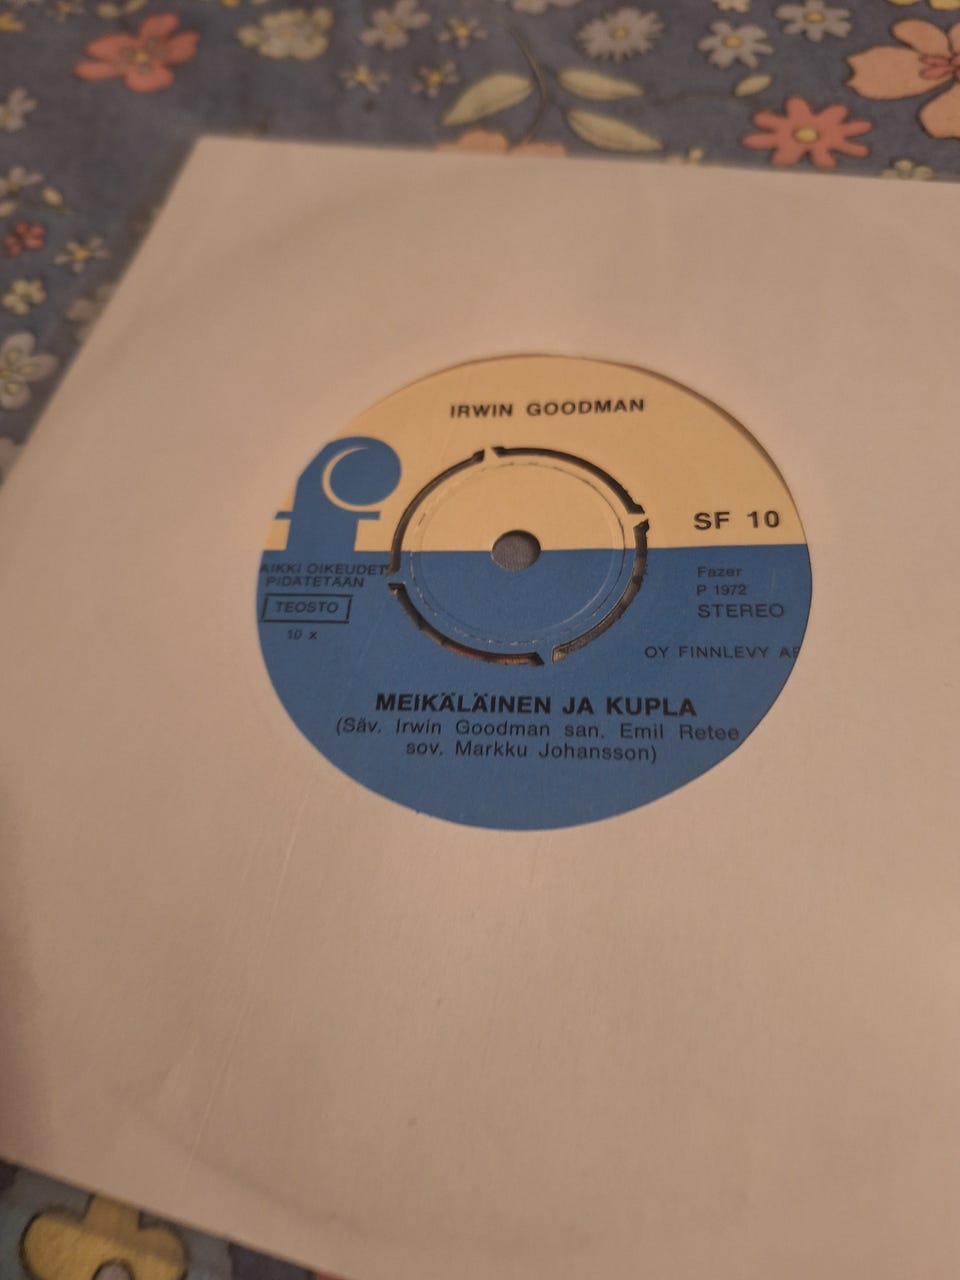 IRWIN GOODMAN
f
SF 10
AIKKI OIKEUDET
PIDÄTETÄÄN
TEOSTO
10 x
Fazer
P 1972
STEREO
OY FINNLEVY AB
MEIKÄLÄINEN JA KUPLA
(Säv. Irwin Goodman san. Emil Retee
sov. Markku Johansson)